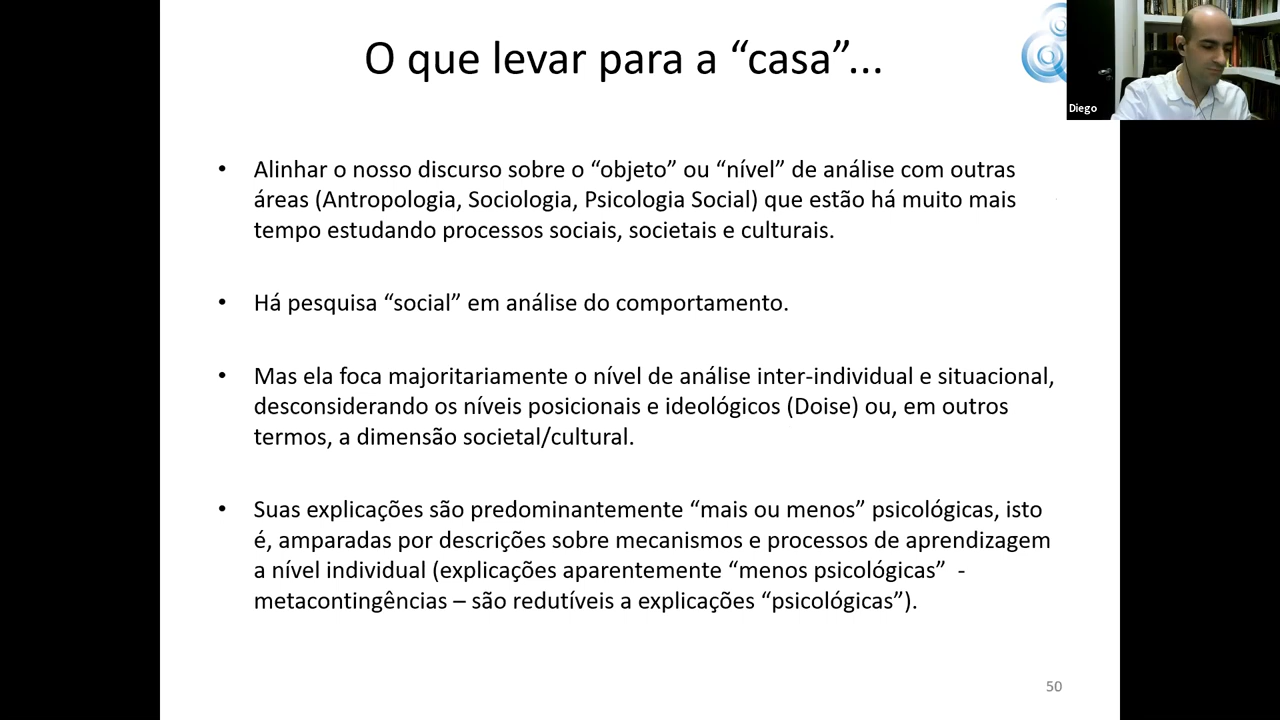 O que levar para a “casa”...
Diego
• Alinhar o nosso discurso sobre o “objeto” ou “nível” de análise com outras
áreas (Antropologia, Sociologia, Psicologia Social) que estão há muito mais
tempo estudando processos sociais, societais e culturais.
• Há pesquisa “social” em análise do comportamento.
• Mas ela foca majoritariamente o nível de análise inter-individual e situacional,
desconsiderando os níveis posicionais e ideológicos (Doise) ou, em outros
termos, a dimensão societal/cultural.
• Suas explicações são predominantemente “mais ou menos” psicológicas, isto
é, amparadas por descrições sobre mecanismos e processos de aprendizagem
a nível individual (explicações aparentemente “menos psicológicas”  -
metacontingências – são redutíveis a explicações “psicológicas”).
50